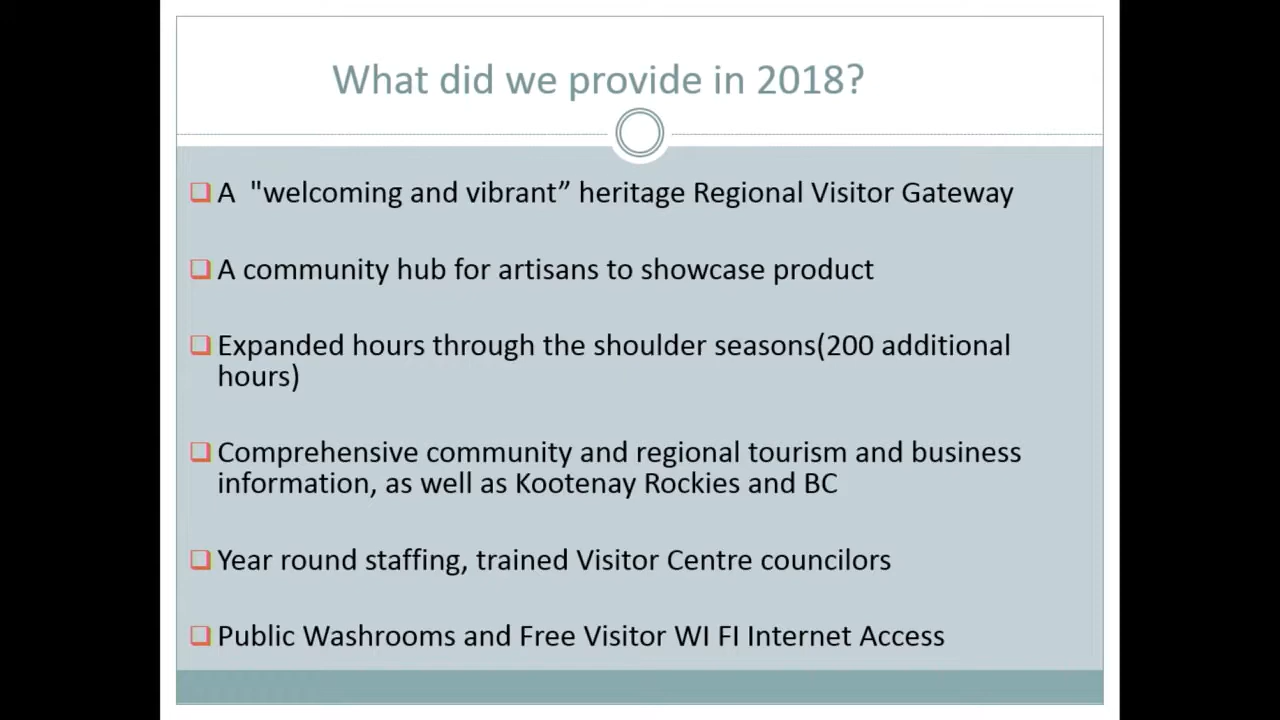 What did we provide in 2018?
A  "welcoming and vibrant” heritage Regional Visitor Gateway
A community hub for artisans to showcase product
Expanded hours through the shoulder seasons(200 additional
hours)
Comprehensive community and regional tourism and business
information, as well as Kootenay Rockies and BC
Year round staffing, trained Visitor Centre councilors
Public Washrooms and Free Visitor WI FI Internet Access